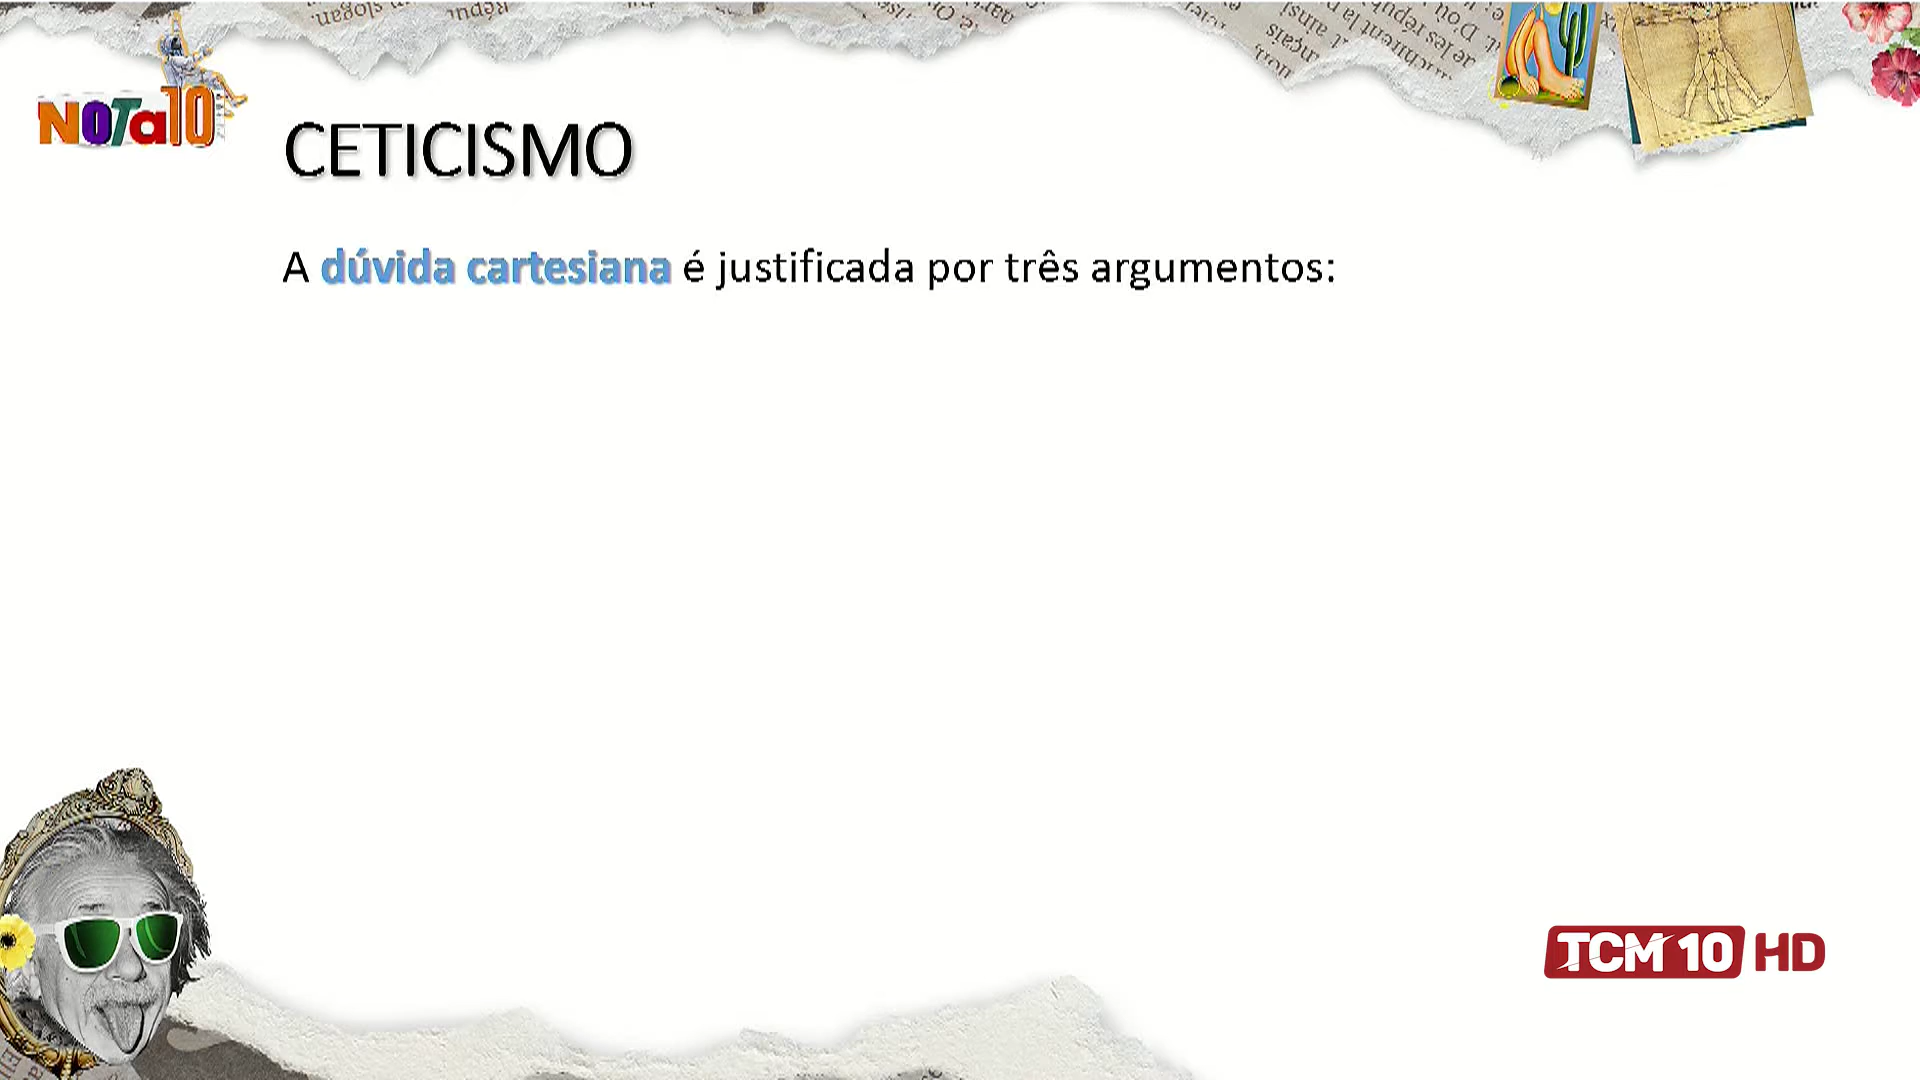 NOTa10
CETICISMO
A dúvida cartesiana é justificada por três argumentos:
TCM 10 HD